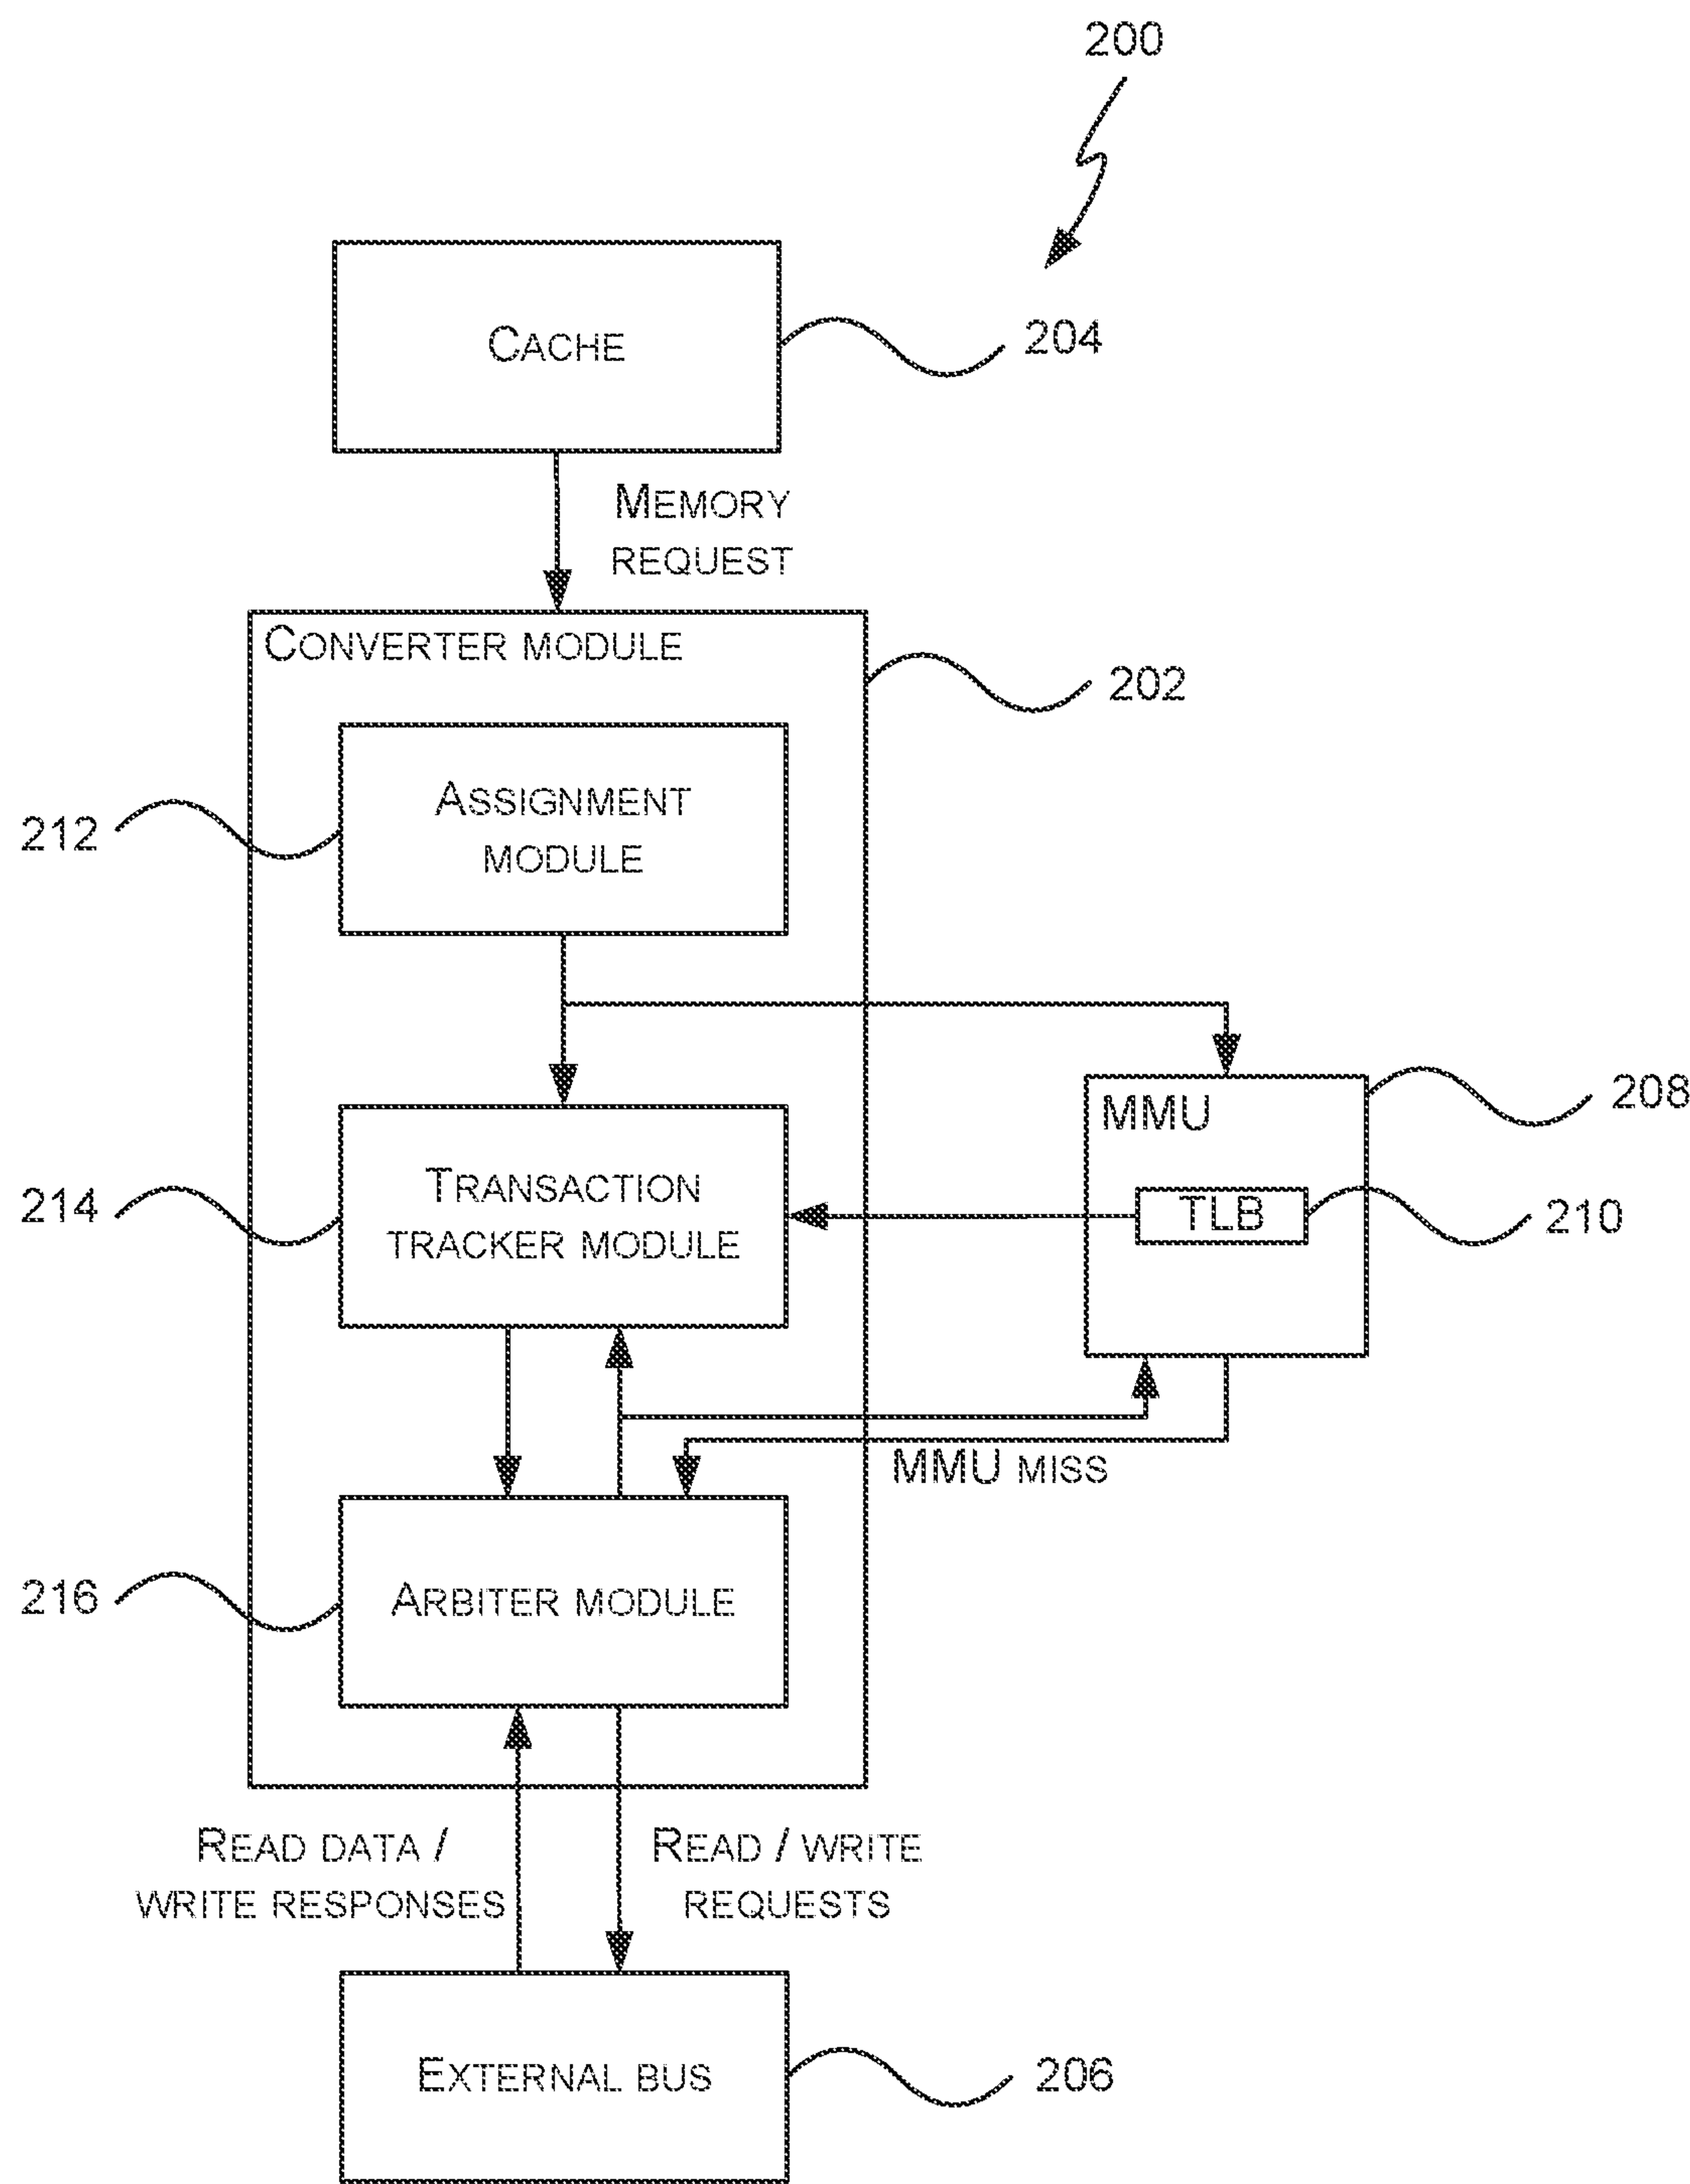 200
CACHE
204
MEMORY
REQUEST
CONVERTER MODULE
202
ASSIGNMENT
MODULE
212
MMU
208
TRANSACTION
TRACKER MODULE
214
TLB
210
MMU MISS
ARBITER MODULE
216
READ DATA /
WRITE RESPONSES
READ / WRITE
REQUESTS
EXTERNAL BUS
206